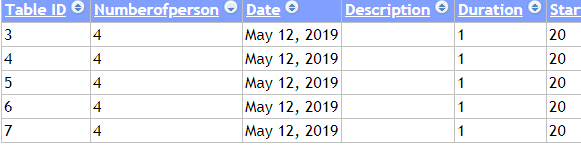 Table ID Numberofperson Date Description Duration Star
3 4 May 12, 2019 1 20
4 4 May 12, 2019 1 20
5 4 May 12, 2019 1 20
6 4 May 12, 2019 1 20
7 4 May 12, 2019 1 20